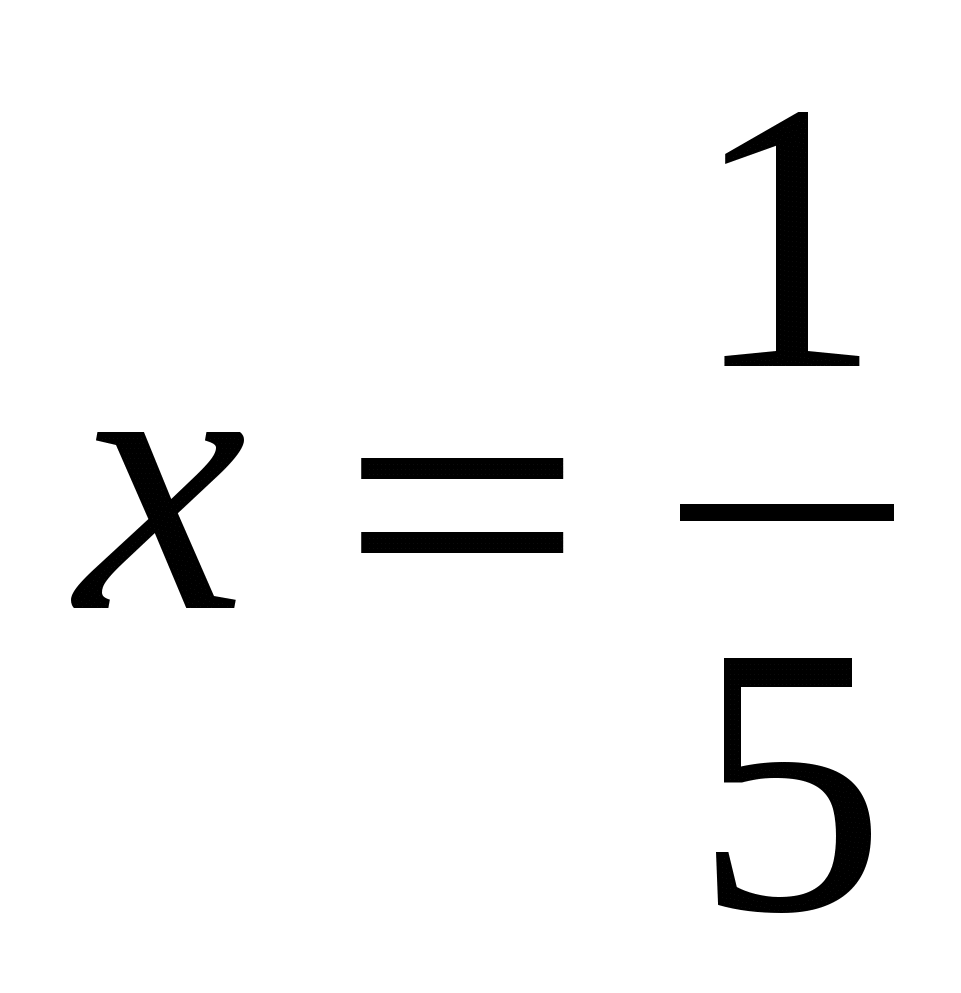 x = 1/5